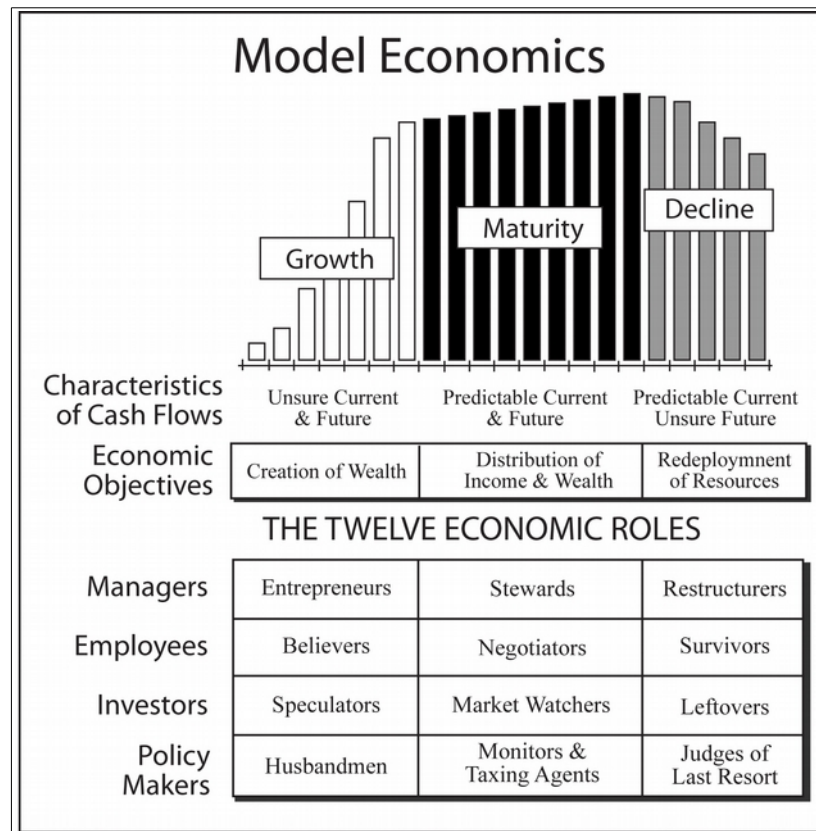 Model Economics
Growth
Maturity
Decline
Characteristics
of Cash Flows
Unsure Current
& Future
Predictable Current
& Future
Predictable Current
Unsure Future
Economic
Objectives
Creation of Wealth
Distribution of
Income & Wealth
Redeploymnent
of Resources
THE TWELVE ECONOMIC ROLES
Managers
Entrepreneurs
Stewards
Restructurers
Employees
Believers
Negotiators
Survivors
Investors
Speculators
Market Watchers
Leftovers
Policy
Makers
Husbandmen
Monitors &
Taxing Agents
Judges of
Last Resort